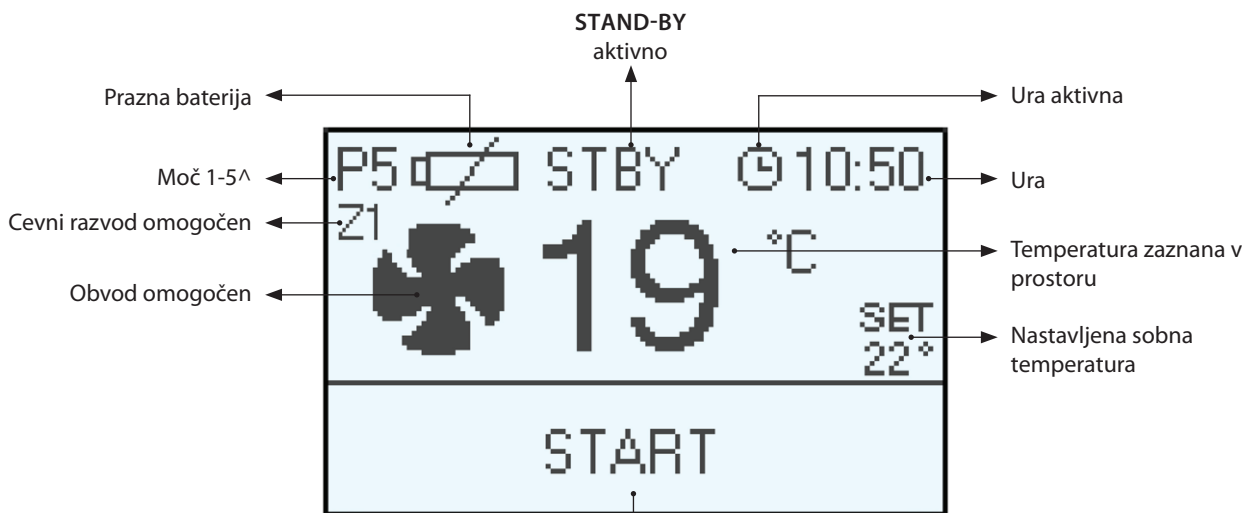 STAND-BY
aktivno
Prazna baterija
Ura aktivna
P5 STBY 10:50
Moč 1-5^
Ura
Z1
Cevni razvod omogočen
19 °C
Temperatura zaznana v
prostoru
Obvod omogočen
SET
22°
Nastavljena sobna
temperatura
START